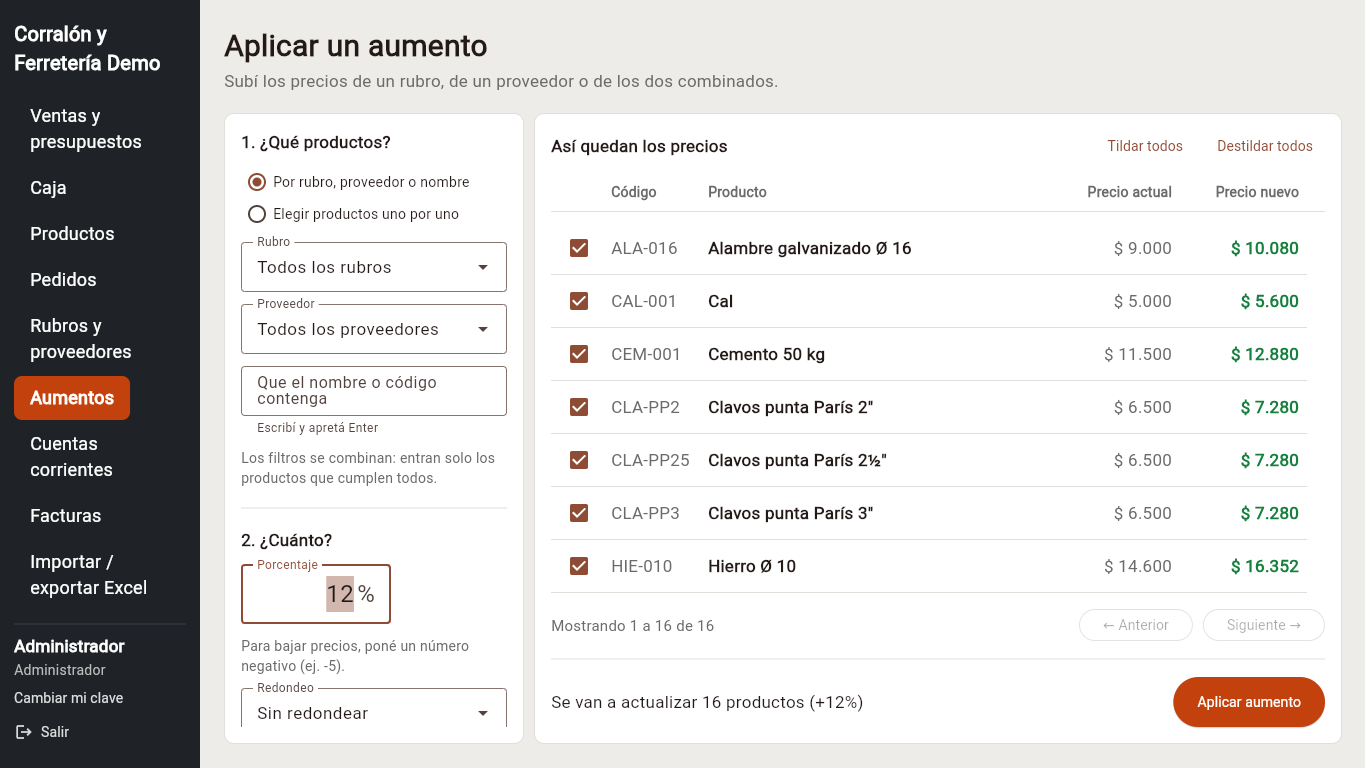 Corralón y
Ferretería Demo
Ventas y
presupuestos
Caja
Productos
Pedidos
Rubros y
proveedores
Aumentos
Cuentas
corrientes
Facturas
Importar /
exportar Excel
Administrador
Administrador
Cambiar mi clave
Salir
Aplicar un aumento
Subí los precios de un rubro, de un proveedor o de los dos combinados.
1. ¿Qué productos?
Por rubro, proveedor o nombre
Elegir productos uno por uno
Rubro
Todos los rubros
Proveedor
Todos los proveedores
Que el nombre o código
contenga
Escribí y apretá Enter
Los filtros se combinan: entran solo los
productos que cumplen todos.
2. ¿Cuánto?
Porcentaje
12 %
Para bajar precios, poné un número
negativo (ej. -5).
Redondeo
Sin redondear
Así quedan los precios
Tildar todos
Destildar todos
Código Producto Precio actual Precio nuevo
ALA-016 Alambre galvanizado Ø 16 $ 9.000 $ 10.080
CAL-001 Cal $ 5.000 $ 5.600
CEM-001 Cemento 50 kg $ 11.500 $ 12.880
CLA-PP2 Clavos punta París 2" $ 6.500 $ 7.280
CLA-PP25 Clavos punta París 2½" $ 6.500 $ 7.280
CLA-PP3 Clavos punta París 3" $ 6.500 $ 7.280
HIE-010 Hierro Ø 10 $ 14.600 $ 16.352
Mostrando 1 a 16 de 16
← Anterior
Siguiente →
Se van a actualizar 16 productos (+12%)
Aplicar aumento